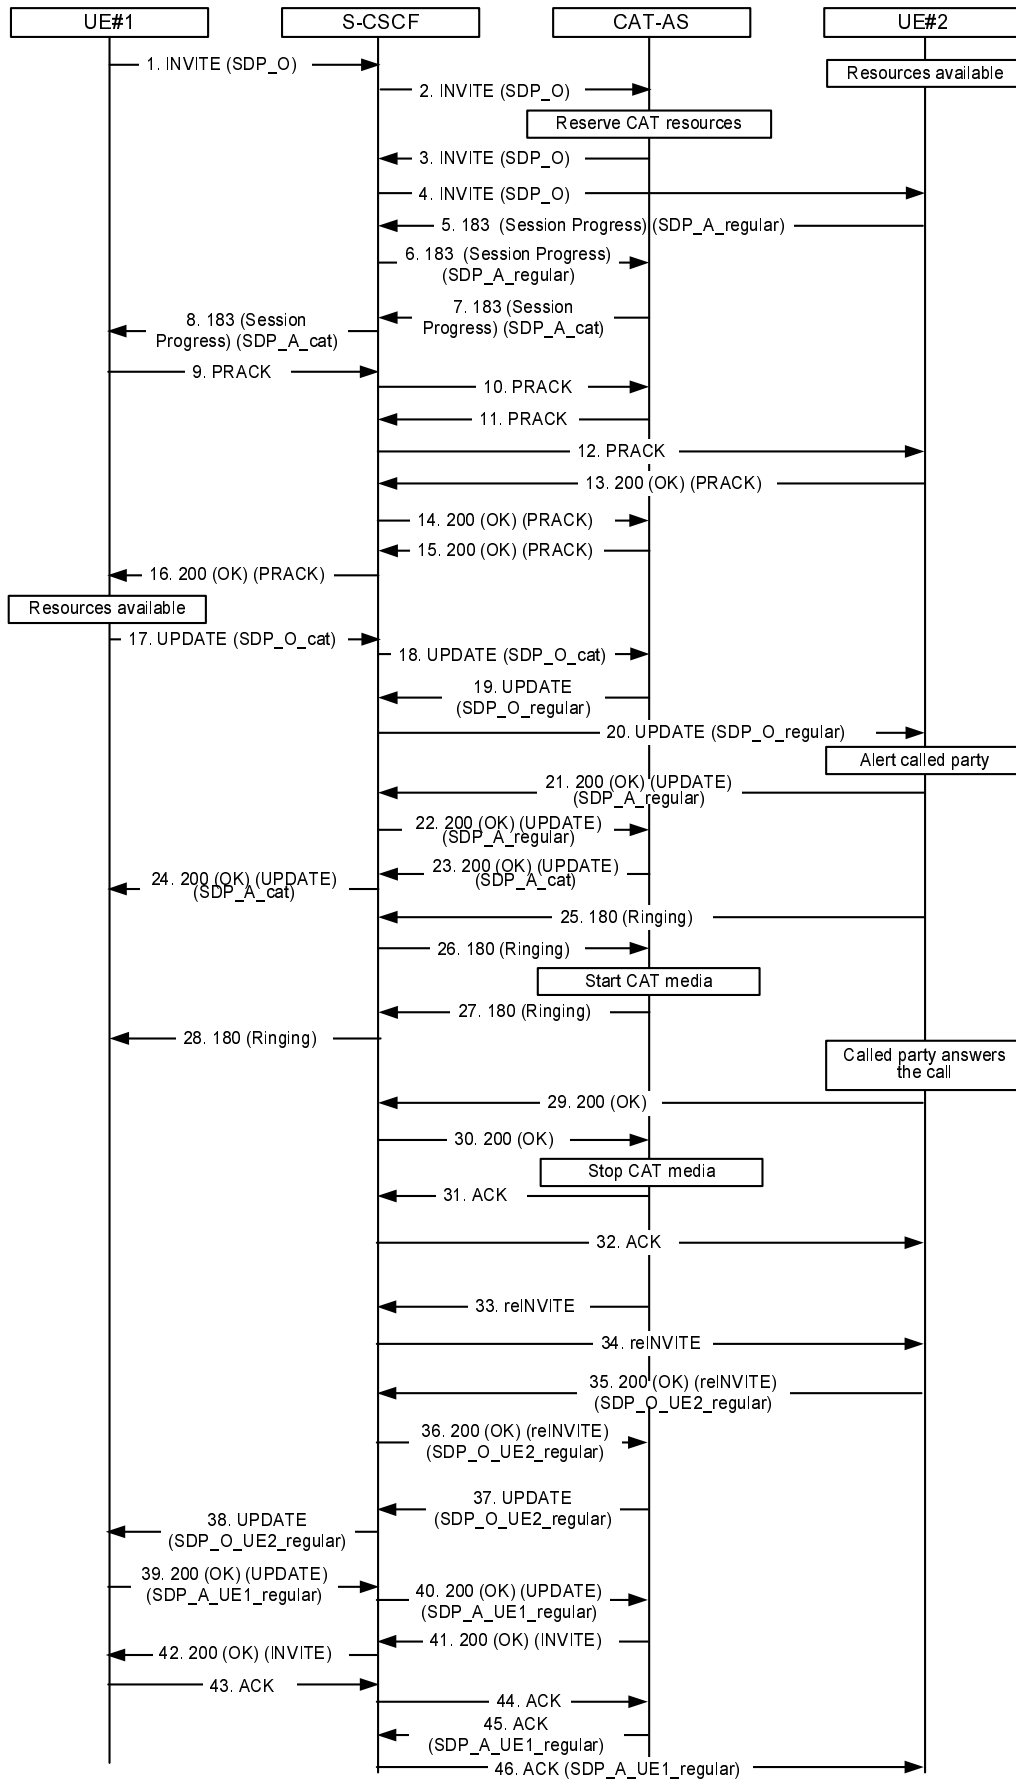 UE#1
S-CSCF
CAT-AS
UE#2
1. INVITE (SDP_O)
Resources available
2. INVITE (SDP_O)
Reserve CAT resources
3. INVITE (SDP_O)
4. INVITE (SDP_O)
5. 183 (Session Progress) (SDP_A_regular)
6. 183 (Session Progress)
(SDP_A_regular)
7. 183 (Session
Progress) (SDP_A_cat)
8. 183 (Session
Progress) (SDP_A_cat)
9. PRACK
10. PRACK
11. PRACK
12. PRACK
13. 200 (OK) (PRACK)
14. 200 (OK) (PRACK)
15. 200 (OK) (PRACK)
16. 200 (OK) (PRACK)
Resources available
17. UPDATE (SDP_O_cat)
18. UPDATE (SDP_O_cat)
19. UPDATE
(SDP_O_regular)
20. UPDATE (SDP_O_regular)
Alert called party
21. 200 (OK) (UPDATE)
(SDP_A_regular)
22. 200 (OK) (UPDATE)
(SDP_A_regular)
23. 200 (OK) (UPDATE)
(SDP_A_cat)
24. 200 (OK) (UPDATE)
(SDP_A_cat)
25. 180 (Ringing)
26. 180 (Ringing)
Start CAT media
27. 180 (Ringing)
28. 180 (Ringing)
Called party answers
the call
29. 200 (OK)
30. 200 (OK)
Stop CAT media
31. ACK
32. ACK
33. reINVITE
34. reINVITE
35. 200 (OK) (reINVITE)
(SDP_O_UE2_regular)
36. 200 (OK) (reINVITE)
(SDP_O_UE2_regular)
37. UPDATE
(SDP_O_UE2_regular)
38. UPDATE
(SDP_O_UE2_regular)
39. 200 (OK) (UPDATE)
(SDP_A_UE1_regular)
40. 200 (OK) (UPDATE)
(SDP_A_UE1_regular)
41. 200 (OK) (INVITE)
42. 200 (OK) (INVITE)
43. ACK
44. ACK
45. ACK
(SDP_A_UE1_regular)
46. ACK (SDP_A_UE1_regular)